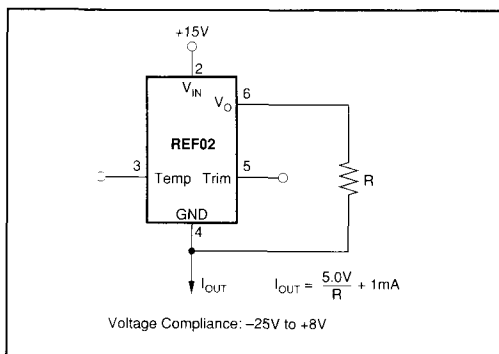 +15V
2
V_IN
6
V_O
REF02
3
5
Temp
Trim
R
GND
4
I_OUT
I_OUT = 5.0V / R + 1mA
Voltage Compliance: –25V to +8V